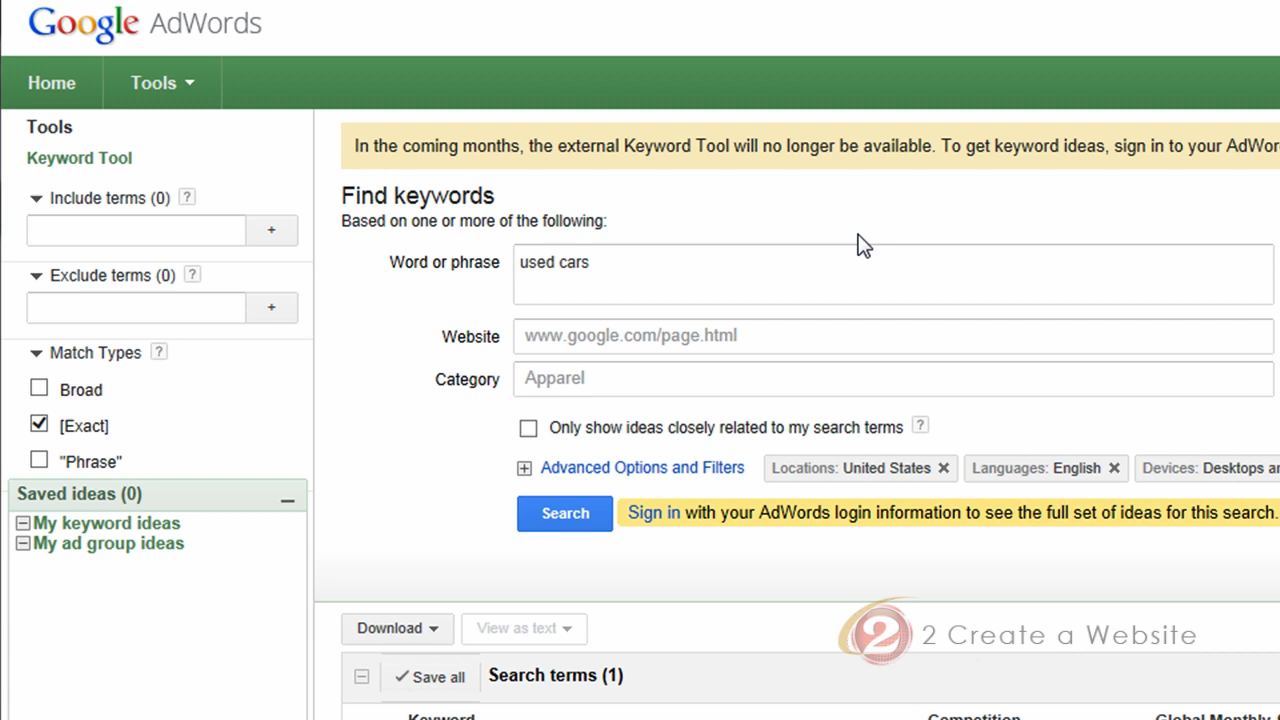 Google AdWords
Home
Tools
Tools
Keyword Tool
Include terms (0) ?
+
Exclude terms (0) ?
+
Match Types ?
Broad
[Exact]
"Phrase"
Saved ideas (0)
My keyword ideas
My ad group ideas
In the coming months, the external Keyword Tool will no longer be available. To get keyword ideas, sign in to your AdWor
Find keywords
Based on one or more of the following:
Word or phrase used cars
Website www.google.com/page.html
Category Apparel
Only show ideas closely related to my search terms ?
Advanced Options and Filters Locations: United States × Languages: English × Devices: Desktops an
Search Sign in with your AdWords login information to see the full set of ideas for this search.
Download View as text
2 2 Create a Website
Save all Search terms (1)
Keyword Competition Global Monthly